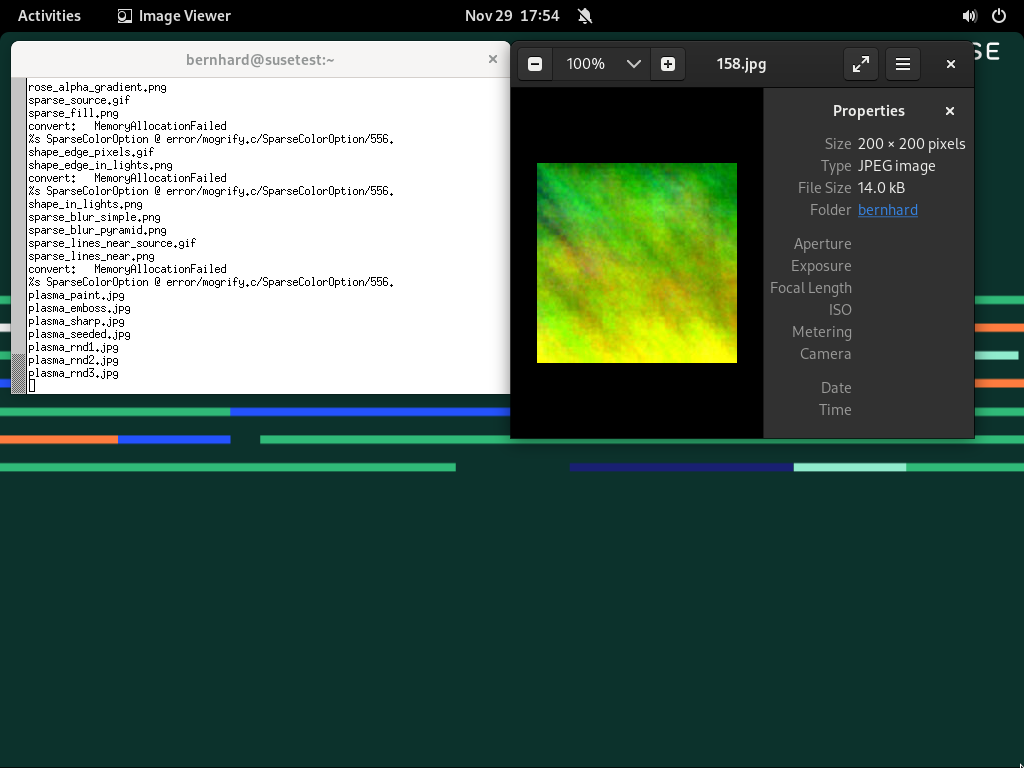 Activities
Image Viewer
Nov 29 17:54
bernhard@susetest:~
rose_alpha_gradient.png
sparse_source.gif
sparse_fill.png
convert:   MemoryAllocationFailed
%s SparseColorOption @ error/mogrify.c/SparseColorOption/556.
shape_edge_pixels.gif
shape_edge_in_lights.png
convert:   MemoryAllocationFailed
%s SparseColorOption @ error/mogrify.c/SparseColorOption/556.
shape_in_lights.png
sparse_blur_simple.png
sparse_blur_pyramid.png
sparse_lines_near_source.gif
sparse_lines_near.png
convert:   MemoryAllocationFailed
%s SparseColorOption @ error/mogrify.c/SparseColorOption/556.
plasma_paint.jpg
plasma_emboss.jpg
plasma_sharp.jpg
plasma_seeded.jpg
plasma_rnd1.jpg
plasma_rnd2.jpg
plasma_rnd3.jpg
100%
158.jpg
Properties
Size 200 × 200 pixels
Type JPEG image
File Size 14.0 kB
Folder bernhard
Aperture
Exposure
Focal Length
ISO
Metering
Camera
Date
Time
SE